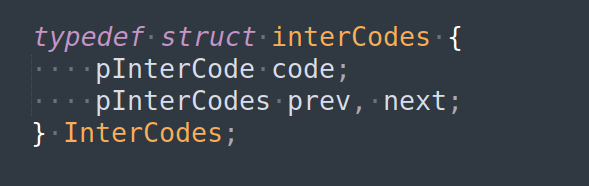 typedef struct interCodes {
    pInterCode code;
    pInterCodes prev, next;
} InterCodes;